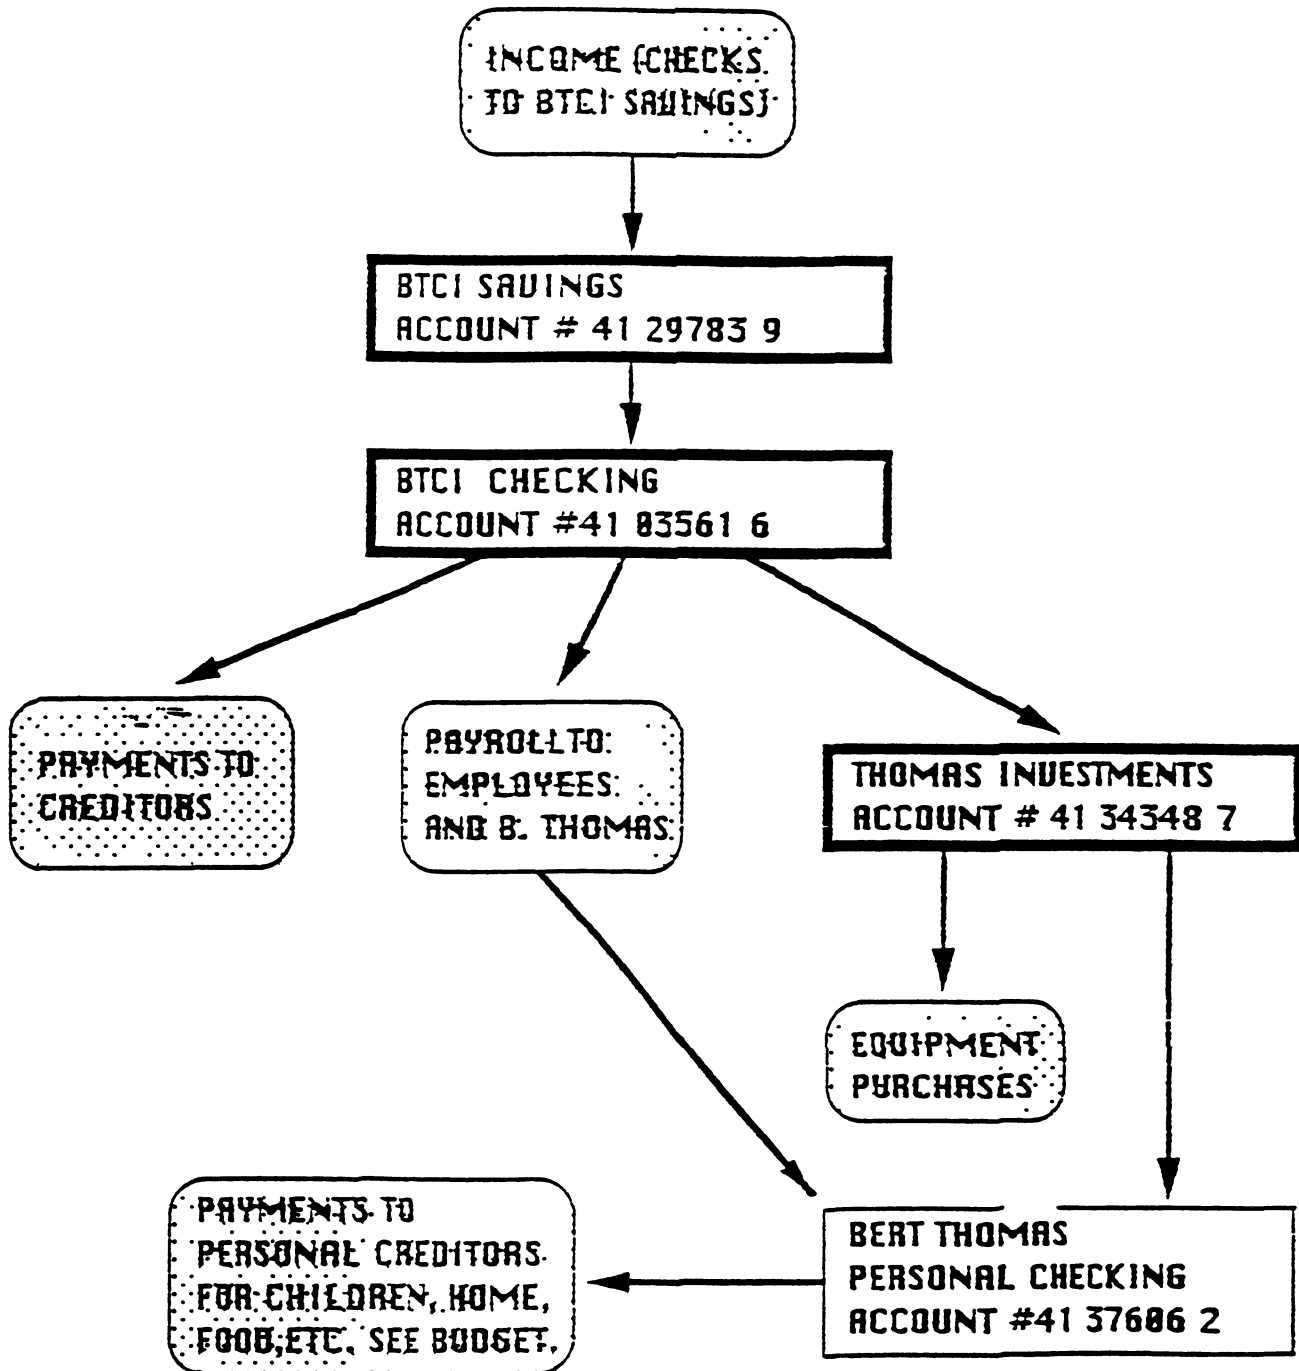 INCOME (CHECKS
TO BTCI SAVINGS)
BTCI SAVINGS
ACCOUNT # 41 29783 9
BTCI CHECKING
ACCOUNT #41 03561 6
PAYMENTS TO
CREDITORS
PAYROLL TO
EMPLOYEES
AND B. THOMAS
THOMAS INVESTMENTS
ACCOUNT # 41 34348 7
EQUIPMENT
PURCHASES
PAYMENTS TO
PERSONAL CREDITORS
FOR CHILDREN, HOME,
FOOD, ETC. SEE BUDGET.
BERT THOMAS
PERSONAL CHECKING
ACCOUNT #41 37606 2